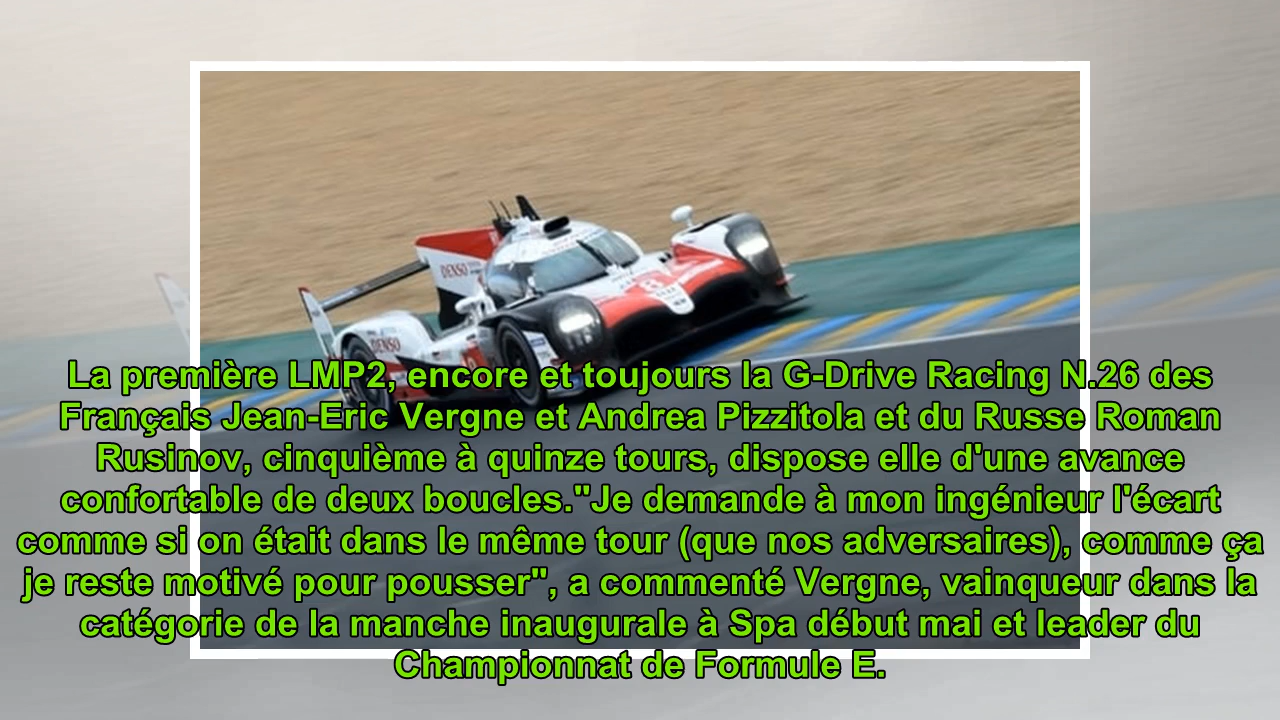 DENSO
8
DENSO
La première LMP2, encore et toujours la G-Drive Racing N.26 des
Français Jean-Eric Vergne et Andrea Pizzitola et du Russe Roman
Rusinov, cinquième à quinze tours, dispose elle d'une avance
confortable de deux boucles."Je demande à mon ingénieur l'écart
comme si on était dans le même tour (que nos adversaires), comme ça
je reste motivé pour pousser", a commenté Vergne, vainqueur dans la
catégorie de la manche inaugurale à Spa début mai et leader du
Championnat de Formule E.